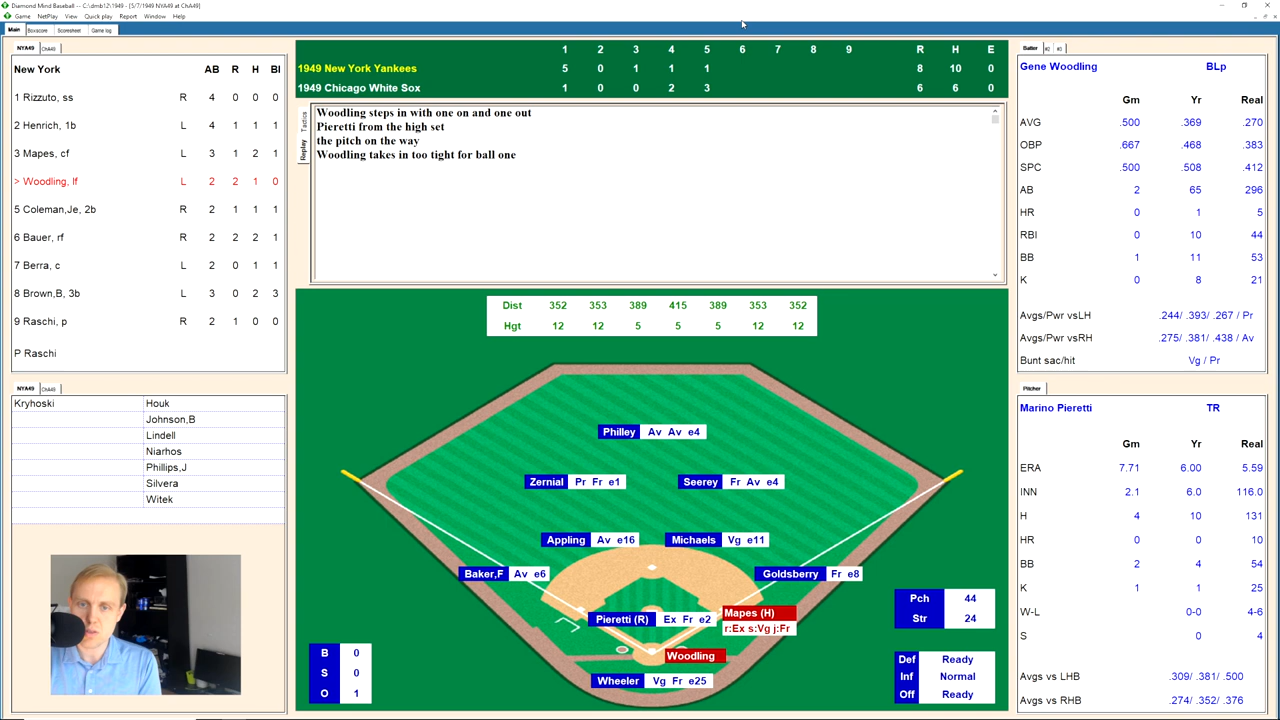 Diamond Mind Baseball -- C:\dmb12\1949 - [5/7/1949 NYA49 at ChA49]
Game NetPlay View Quick play Report Window Help
Main Boxscore Scoresheet Game log
NYA49 ChA49
New York AB R H BI
1 Rizzuto, ss R 4 0 0 0
2 Henrich, 1b L 4 1 1 1
3 Mapes, cf L 3 1 2 1
> Woodling, lf L 2 2 1 0
5 Coleman,Je, 2b R 2 1 1 1
6 Bauer, rf R 2 2 2 1
7 Berra, c L 2 0 1 1
8 Brown,B, 3b L 3 0 2 3
9 Raschi, p R 2 1 0 0
P Raschi
NYA49 ChA49
Kryhoski Houk
Johnson,B
Lindell
Niarhos
Phillips,J
Silvera
Witek
1 2 3 4 5 6 7 8 9 R H E
1949 New York Yankees 5 0 1 1 1 8 10 0
1949 Chicago White Sox 1 0 0 2 3 6 6 0
Replay Tactics
Woodling steps in with one on and one out
Pieretti from the high set
the pitch on the way
Woodling takes in too tight for ball one
Dist 352 353 389 415 389 353 352
Hgt 12 12 5 5 5 12 12
Philley Av Av e4
Zernial Pr Fr e1 Seerey Fr Av e4
Appling Av e16 Michaels Vg e11
Baker,F Av e6 Goldsberry Fr e8
Pieretti (R) Ex Fr e2 Mapes (H)
r:Ex s:Vg j:Fr
Woodling
Wheeler Vg Fr e25
B 0
S 0
O 1
Pch 44
Str 24
Def Ready
Inf Normal
Off Ready
Batter #2 #3
Gene Woodling BLp
Gm Yr Real
AVG .500 .369 .270
OBP .667 .468 .383
SPC .500 .508 .412
AB 2 65 296
HR 0 1 5
RBI 0 10 44
BB 1 11 53
K 0 8 21
Avgs/Pwr vsLH .244/ .393/ .267 / Pr
Avgs/Pwr vsRH .275/ .381/ .438 / Av
Bunt sac/hit Vg / Pr
Pitcher
Marino Pieretti TR
Gm Yr Real
ERA 7.71 6.00 5.59
INN 2.1 6.0 116.0
H 4 10 131
HR 0 0 10
BB 2 4 54
K 1 1 25
W-L 0-0 4-6
S 0 4
Avgs vs LHB .309/ .381/ .500
Avgs vs RHB .274/ .352/ .376